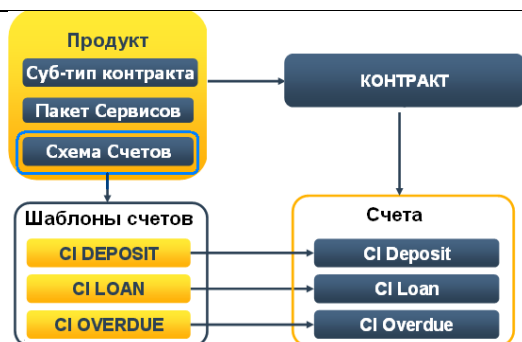 Продукт
Суб-тип контракта
Пакет Сервисов
Схема Счетов
КОНТРАКТ
Шаблоны счетов
CI DEPOSIT
CI LOAN
CI OVERDUE
Счета
CI Deposit
CI Loan
CI Overdue